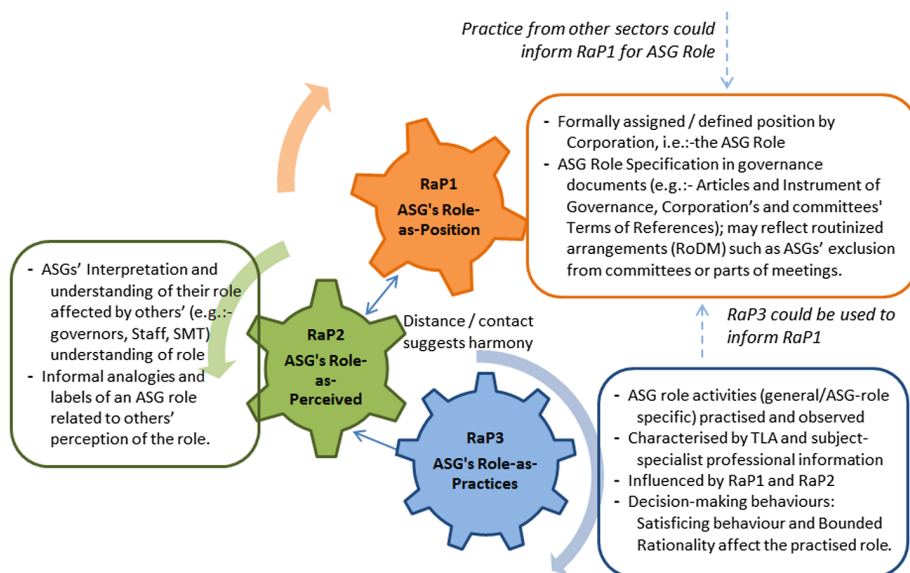 Practice from other sectors could
inform RaP1 for ASG Role
- Formally assigned / defined position by
Corporation, i.e.:-the ASG Role
- ASG Role Specification in governance
documents (e.g.:- Articles and Instrument of
Governance, Corporation's and committees'
Terms of References); may reflect routinized
arrangements (RoDM) such as ASGs' exclusion
from committees or parts of meetings.
RaP1
ASG's Role-
as-Position
- ASGs' Interpretation and
understanding of their role
affected by others' (e.g.:-
governors, Staff, SMT)
understanding of role
- Informal analogies and
labels of an ASG role
related to others'
perception of the role.
RaP2
ASG's Role-
as-
Perceived
Distance / contact
suggests harmony
RaP3 could be used to
inform RaP1
RaP3
ASG's Role-as-
Practices
- ASG role activities (general/ASG-role
specific) practised and observed
- Characterised by TLA and subject-
specialist professional information
- Influenced by RaP1 and RaP2
- Decision-making behaviours:
Satisficing behaviour and Bounded
Rationality affect the practised role.